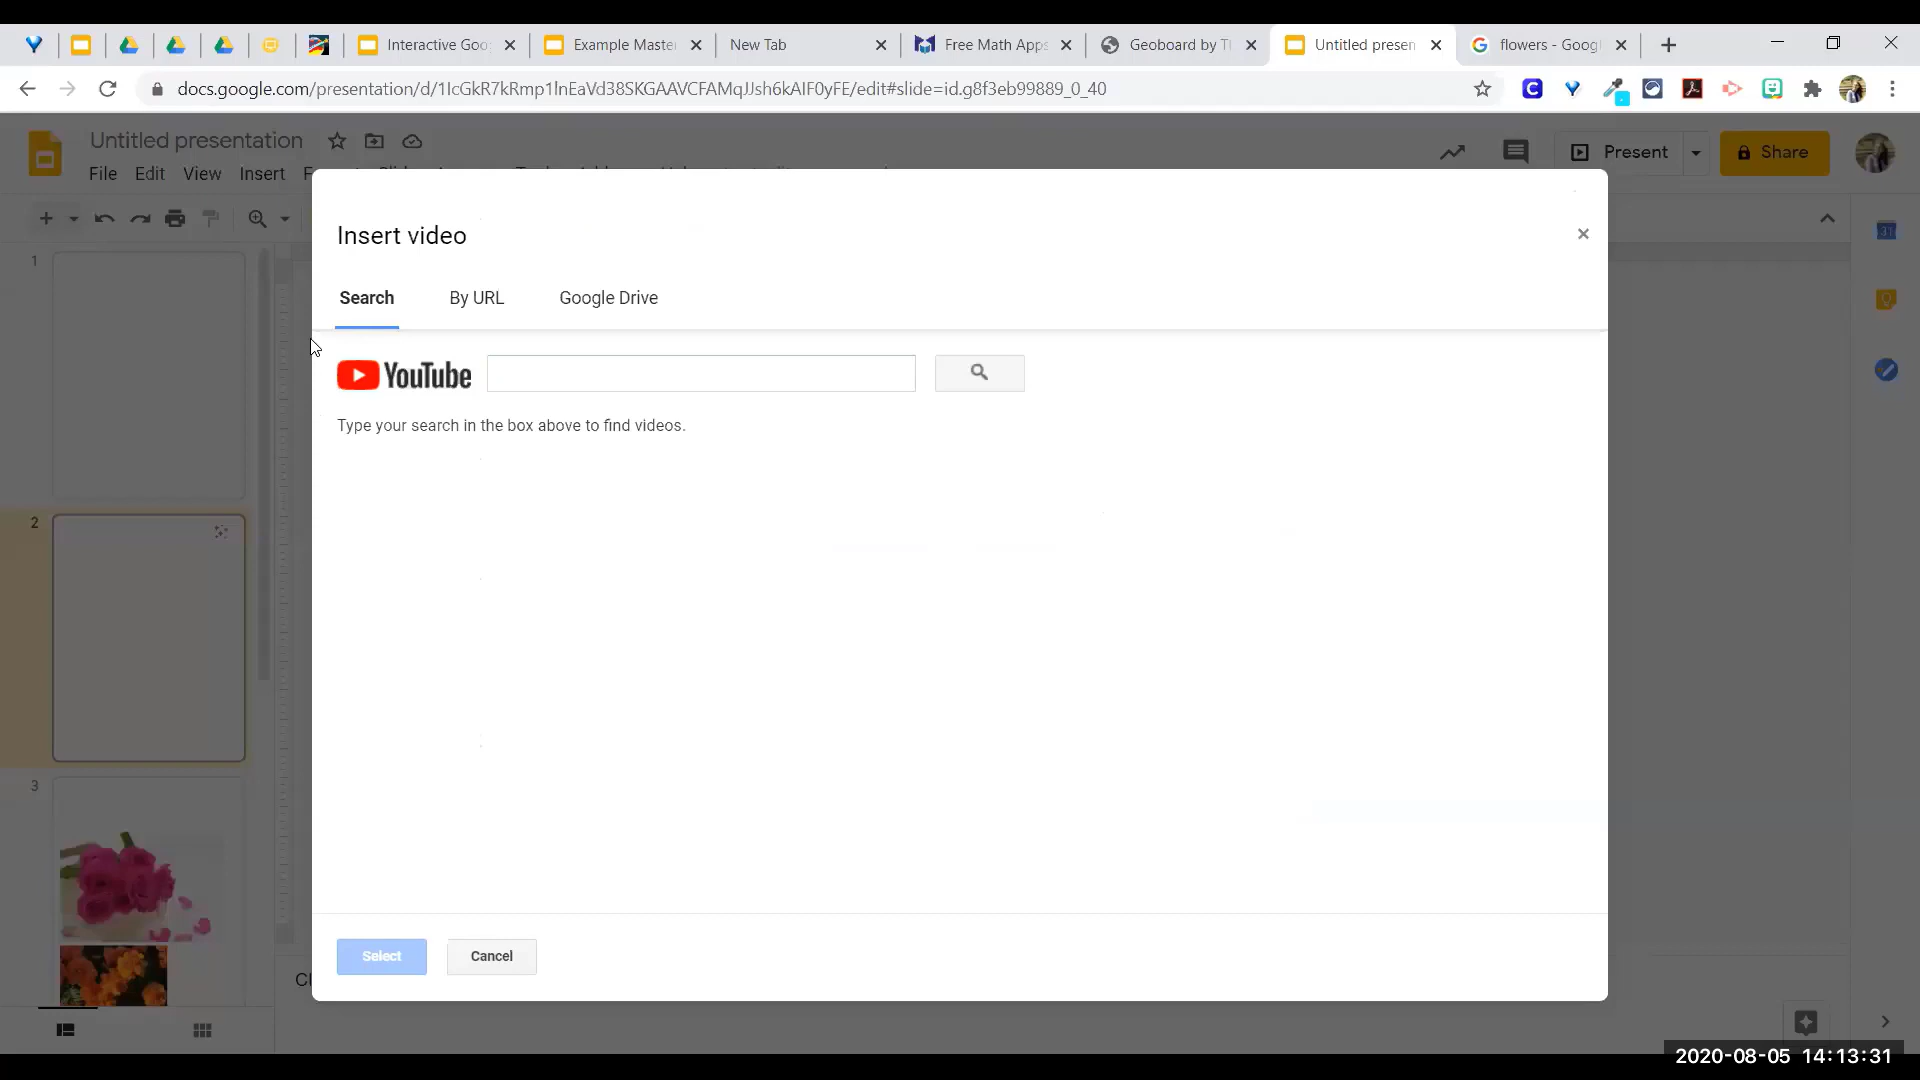 Interactive Goo
Example Maste
New Tab
Free Math Apps
Geoboard by T
Untitled presen
flowers - Goog
docs.google.com/presentation/d/1IcGkR7kRmp1lnEaVd38SKGAAVCFAMqJJsh6kAIF0yFE/edit#slide=id.g8f3eb99889_0_40
Untitled presentation
File Edit View Insert
Present
Share
Insert video
Search By URL Google Drive
YouTube
Type your search in the box above to find videos.
1
2
3
31
Select Cancel
2020-08-05 14:13:31